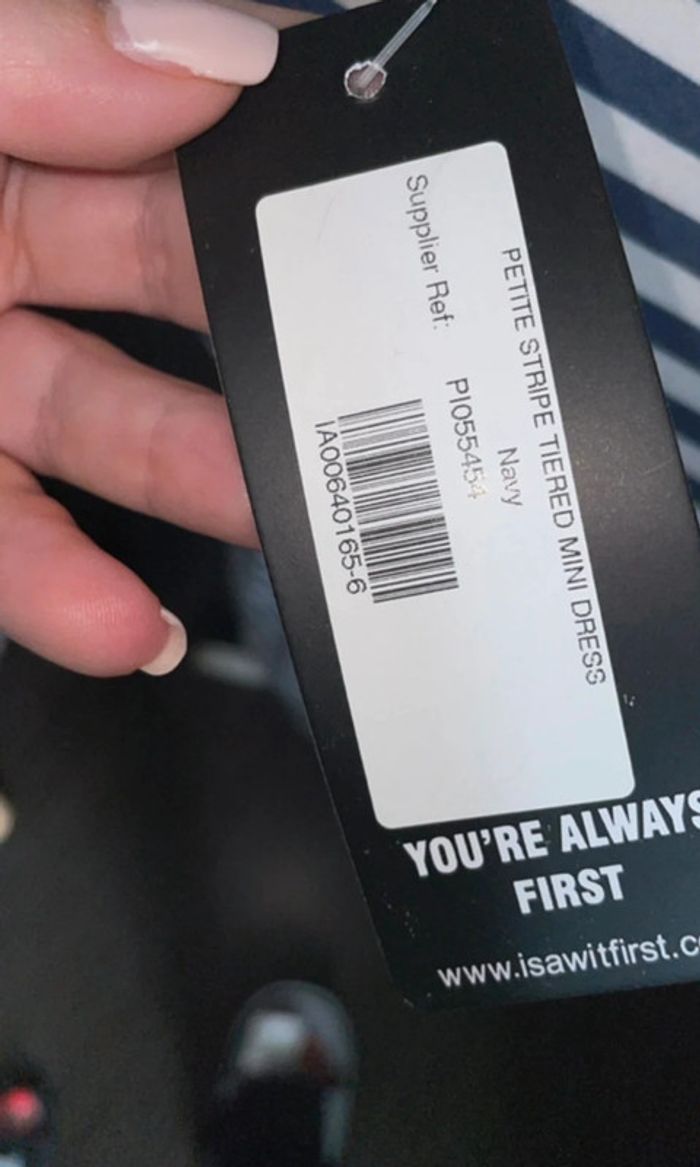 PETITE STRIPE TIERED MINI DRESS
Navy
Supplier Ref: PI055454
IA00640165-6
YOU'RE ALWAYS
FIRST
www.isawitfirst.c